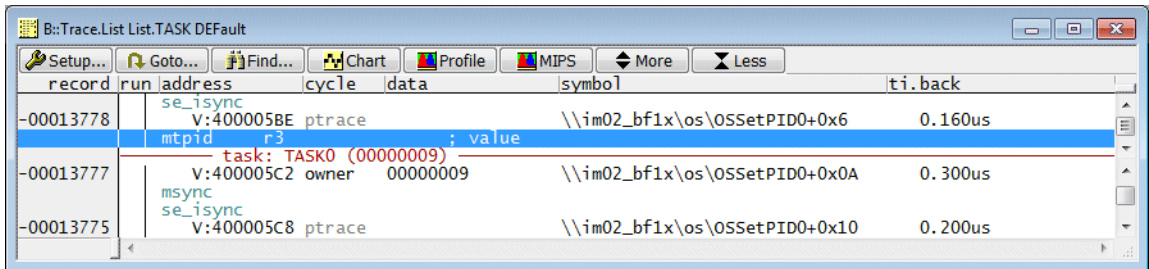 B::Trace.List List.TASK DEFault
Setup... Goto... Find... Chart Profile MIPS More Less
record run address cycle data symbol ti.back
se_isync
-00013778 V:400005BE ptrace \\im02_bf1x\os\OSSetPID0+0x6 0.160us
mtpid r3 ; value
task: TASK0 (00000009)
-00013777 V:400005C2 owner 00000009 \\im02_bf1x\os\OSSetPID0+0x0A 0.300us
msync
se_isync
-00013775 V:400005C8 ptrace \\im02_bf1x\os\OSSetPID0+0x10 0.200us